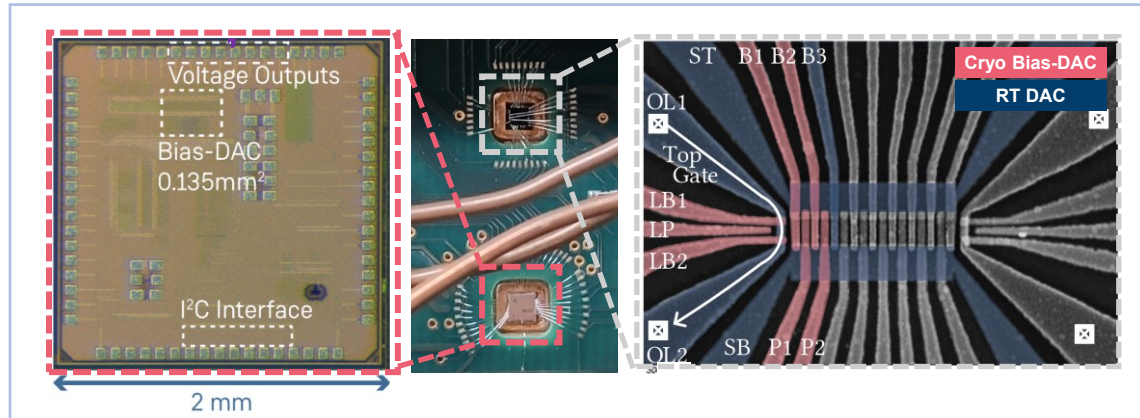 Voltage Outputs
Bias-DAC
0.135mm²
I²C Interface
2 mm
ST
B1
B2
B3
Cryo Bias-DAC
RT DAC
OL1
Top
Gate
LB1
LP
LB2
OL2
SB
P1
P2